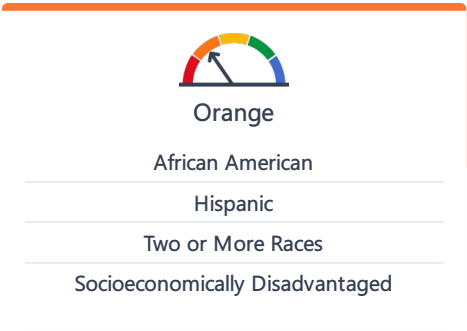 Orange
African American
Hispanic
Two or More Races
Socioeconomically Disadvantaged